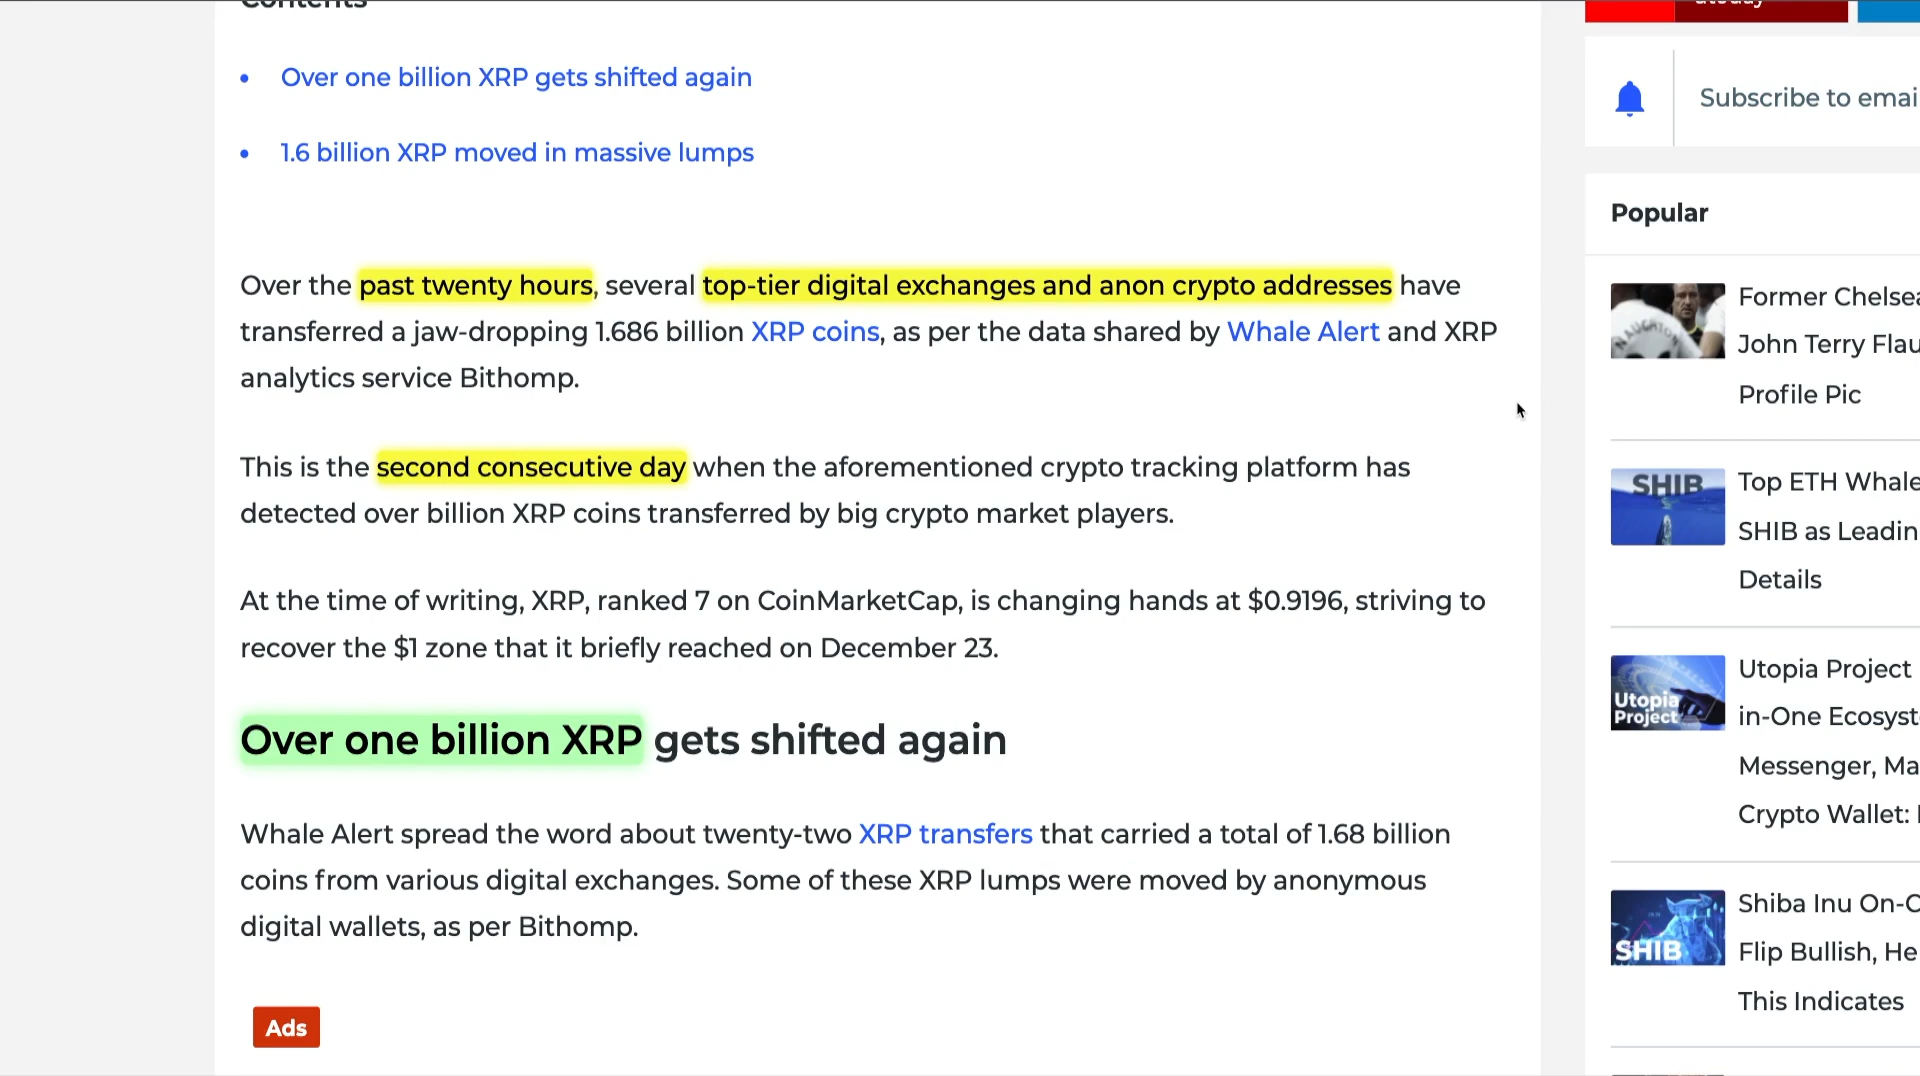 Contents
Over one billion XRP gets shifted again
1.6 billion XRP moved in massive lumps
Over the past twenty hours, several top-tier digital exchanges and anon crypto addresses have
transferred a jaw-dropping 1.686 billion XRP coins, as per the data shared by Whale Alert and XRP
analytics service Bithomp.
This is the second consecutive day when the aforementioned crypto tracking platform has
detected over billion XRP coins transferred by big crypto market players.
At the time of writing, XRP, ranked 7 on CoinMarketCap, is changing hands at $0.9196, striving to
recover the $1 zone that it briefly reached on December 23.
Over one billion XRP gets shifted again
Whale Alert spread the word about twenty-two XRP transfers that carried a total of 1.68 billion
coins from various digital exchanges. Some of these XRP lumps were moved by anonymous
digital wallets, as per Bithomp.
Ads
Subscribe to emai
Popular
NAUGHTON
Former Chelsea
John Terry Flau
Profile Pic
SHIB
Top ETH Whale
SHIB as Leadin
Details
Utopia
Project
Utopia Project
in-One Ecosyst
Messenger, Ma
Crypto Wallet:
SHIB
Shiba Inu On-C
Flip Bullish, He
This Indicates